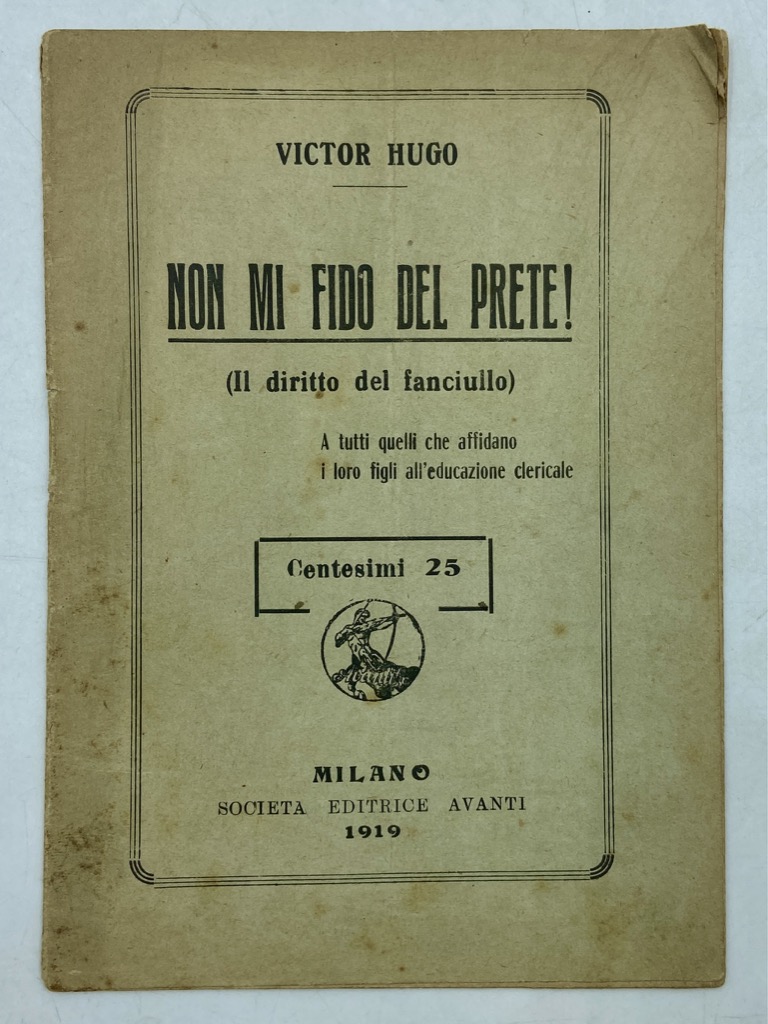 VICTOR HUGO
NON MI FIDO DEL PRETE!
(Il diritto del fanciullo)
A tutti quelli che affidano
i loro figli all'educazione clericale
Centesimi 25
Avanti
MILANO
SOCIETA EDITRICE AVANTI
1919